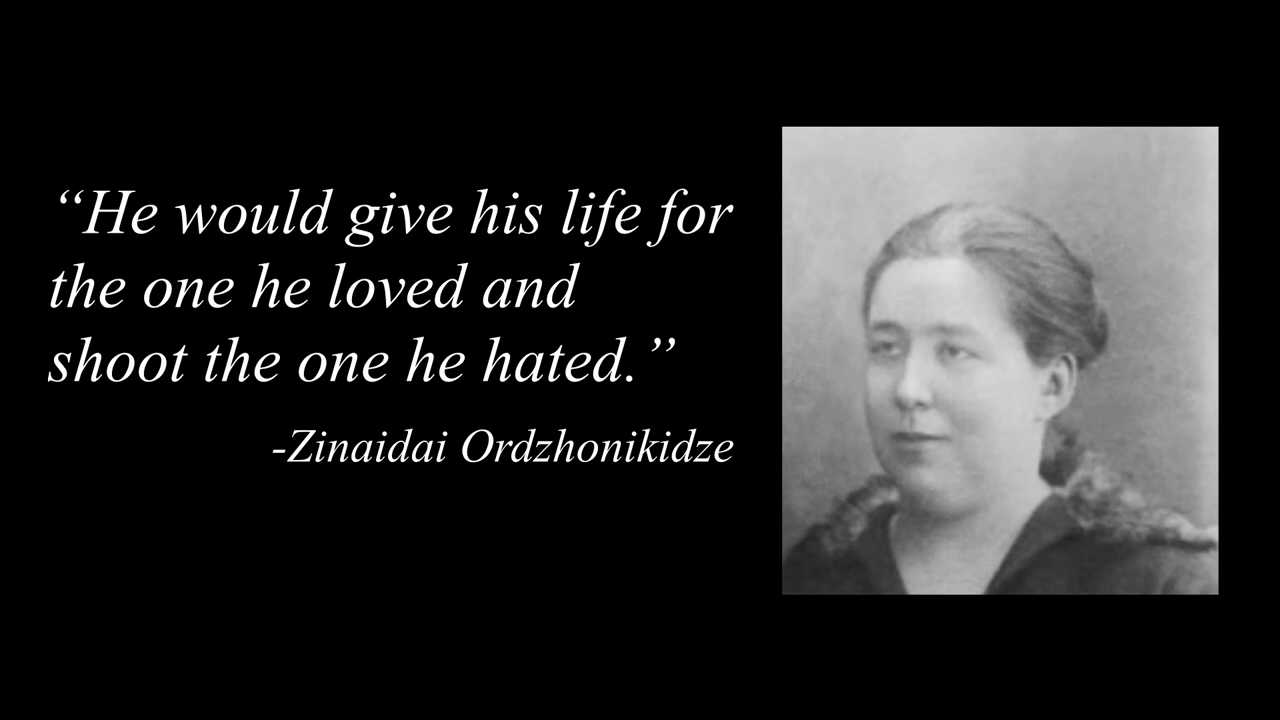 “He would give his life for
the one he loved and
shoot the one he hated.”
-Zinaidai Ordzhonikidze